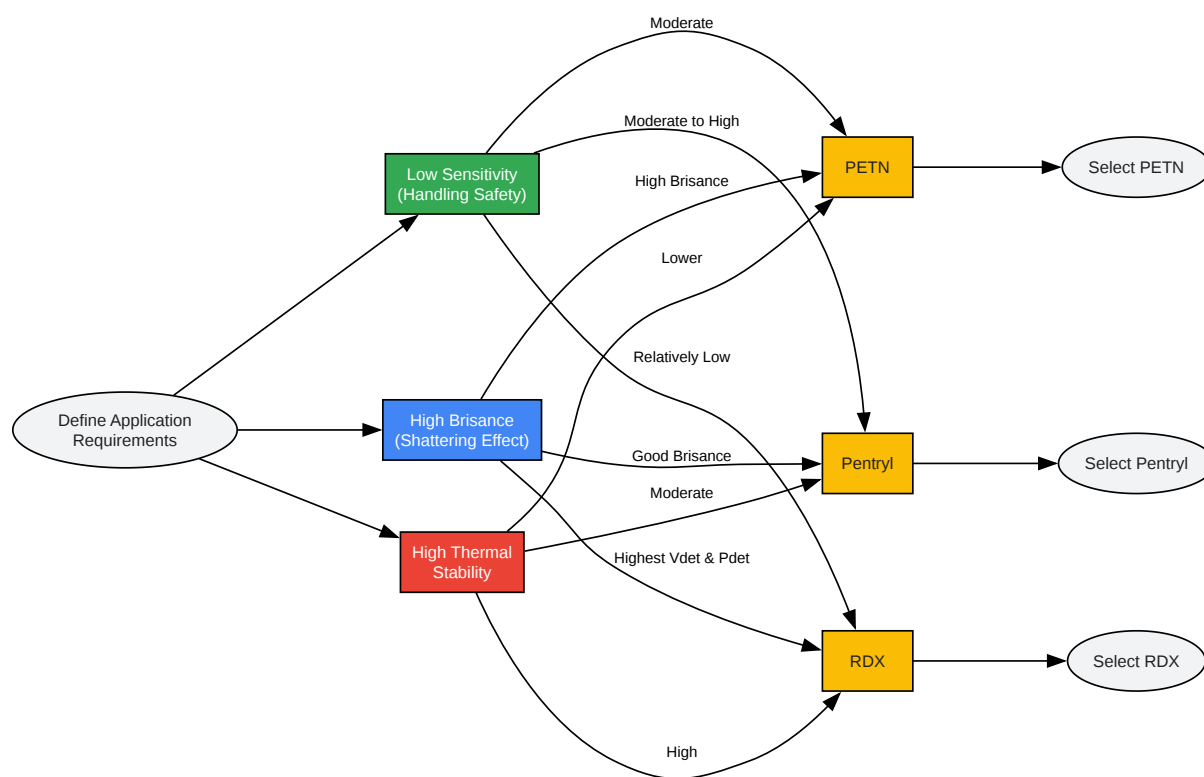 Moderate
Moderate to High
Low Sensitivity
(Handling Safety)
High Brisance
PETN
Select PETN
Lower
Relatively Low
Define Application
Requirements
High Brisance
(Shattering Effect)
Good Brisance
Pentryl
Select Pentryl
Moderate
High Thermal
Stability
Highest Vdet & Pdet
RDX
Select RDX
High